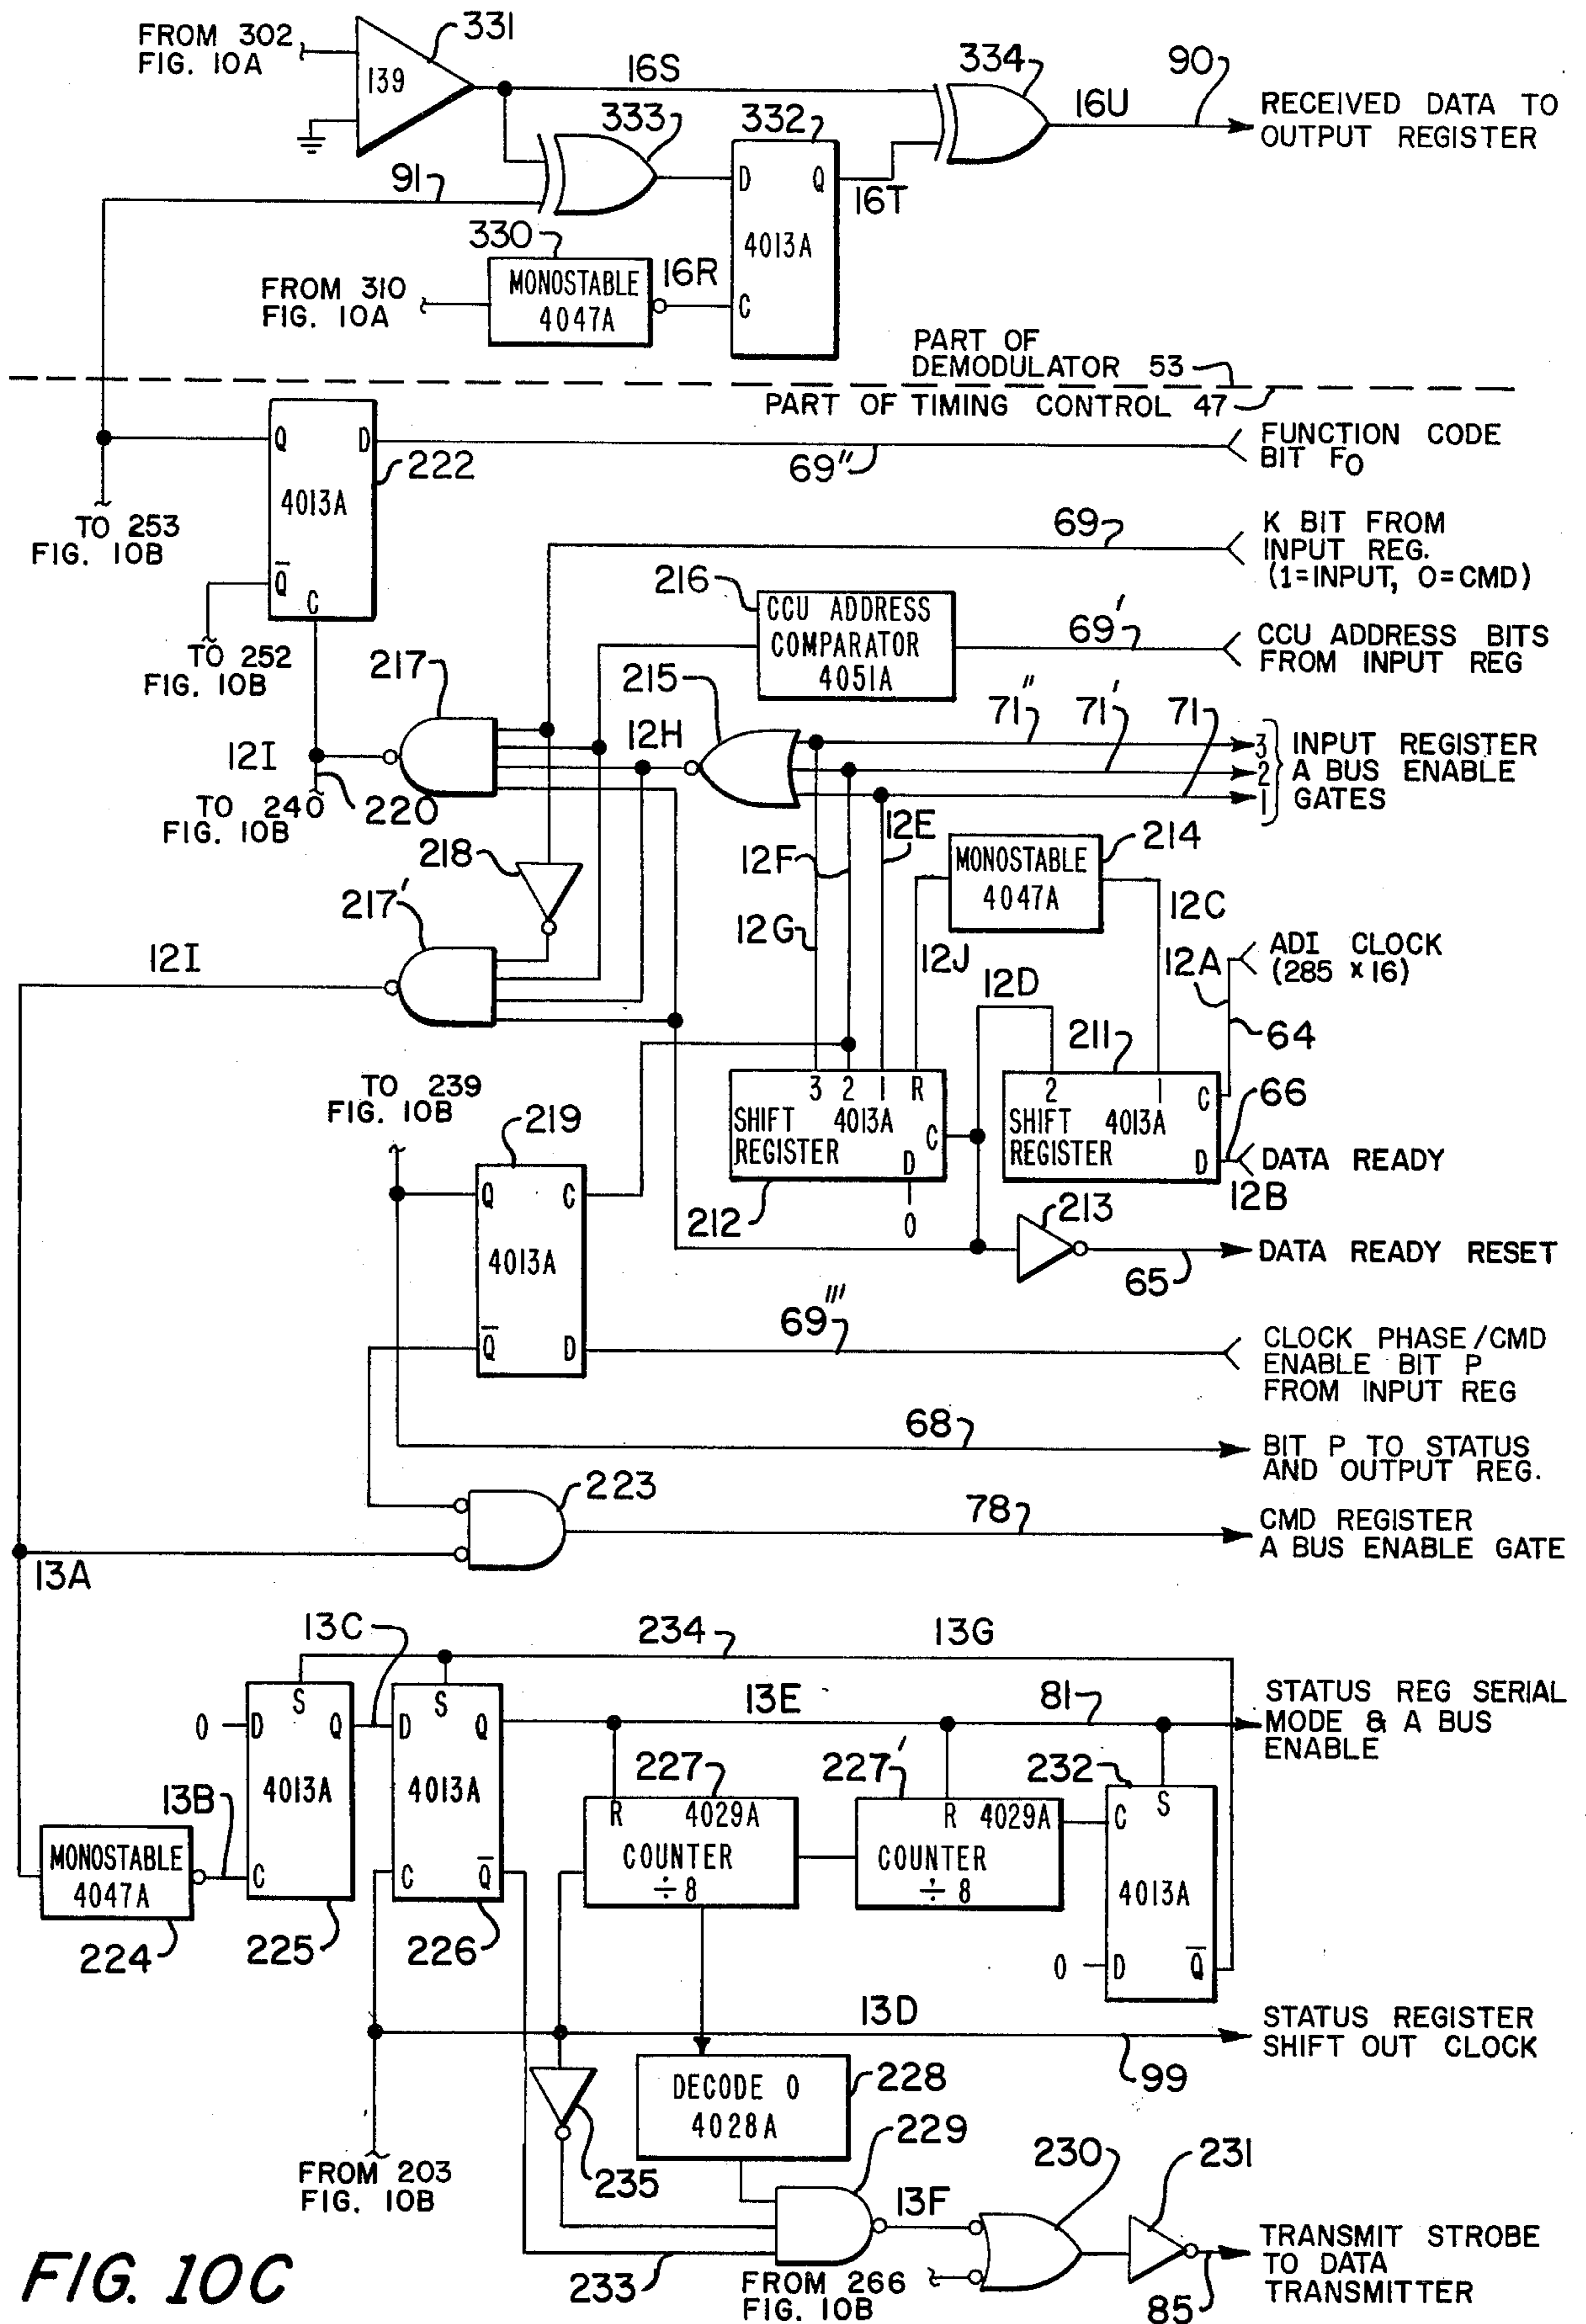 FROM 302
FIG. 10A
331
139
16S
334
90
16U
RECEIVED DATA TO
OUTPUT REGISTER
333
332
91
D
Q
16T
4013A
330
MONOSTABLE
4047A
16R
C
FROM 310
FIG. 10A
PART OF
DEMODULATOR 53
PART OF TIMING CONTROL 47
Q
D
222
4013A
Q̅
C
69"
FUNCTION CODE
BIT F0
TO 253
FIG. 10B
69
K BIT FROM
INPUT REG.
(1=INPUT, 0=CMD)
216
CCU ADDRESS
COMPARATOR
4051A
69'
CCU ADDRESS BITS
FROM INPUT REG
TO 252
FIG. 10B
217
215
71"
71'
71
12H
12I
3
2
1
INPUT REGISTER
A BUS ENABLE
GATES
TO 240
FIG. 10B
220
12E
12F
214
MONOSTABLE
4047A
218
217'
12G
12J
12C
12I
12A
ADI CLOCK
(285 x 16)
12D
211
64
TO 239
FIG. 10B
219
3 2 1 R
SHIFT 4013A
REGISTER
C
D
0
212
2 1
SHIFT 4013A
REGISTER
C
D
66
DATA READY
12B
213
DATA READY RESET
65
Q
C
4013A
Q̅
D
69'''
CLOCK PHASE/CMD
ENABLE BIT P
FROM INPUT REG
68
BIT P TO STATUS
AND OUTPUT REG.
223
78
CMD REGISTER
A BUS ENABLE GATE
13A
13C
234
13G
S
0
D
Q
4013A
C
225
S
D
Q
4013A
C
Q̅
226
13E
81
STATUS REG SERIAL
MODE & A BUS
ENABLE
227
227'
232
13B
MONOSTABLE
4047A
224
R 4029A
COUNTER
÷ 8
R 4029A
COUNTER
÷ 8
C
S
4013A
0
D
Q̅
13D
STATUS REGISTER
SHIFT OUT CLOCK
99
DECODE 0
4028A
228
229
235
FROM 203
FIG. 10B
13F
230
231
233
FROM 266
FIG. 10B
85
TRANSMIT STROBE
TO DATA
TRANSMITTER
FIG. 10C